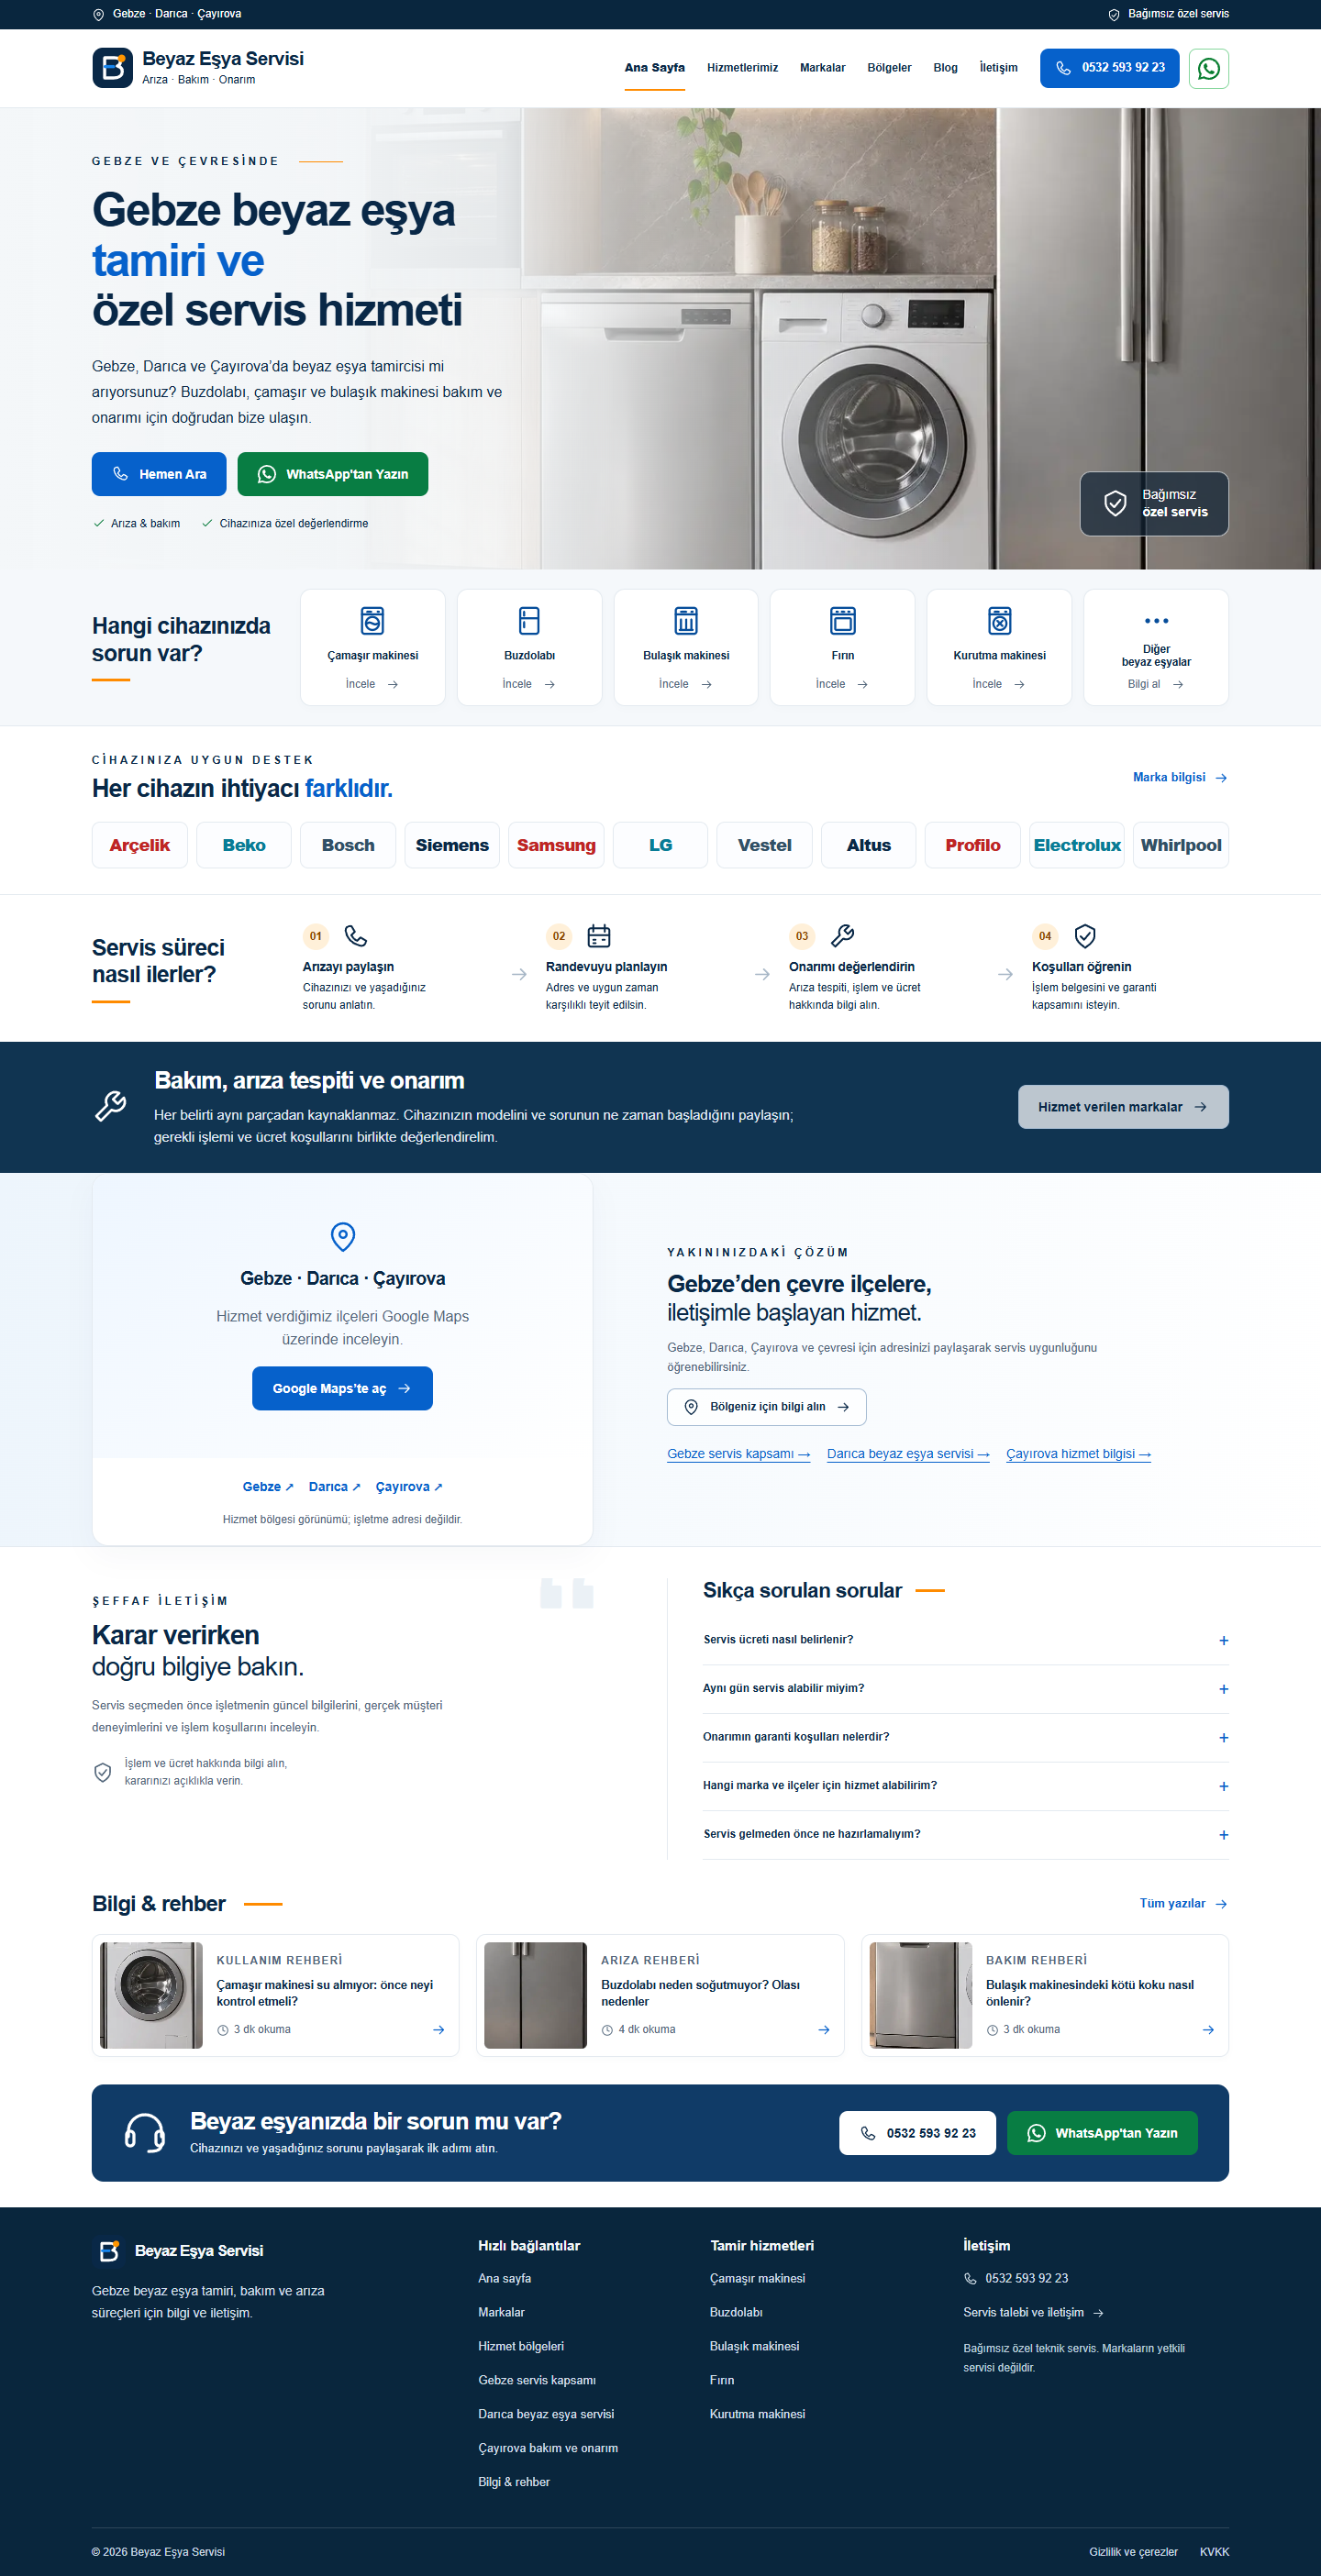 Gebze · Darıca · Çayırova
Bağımsız özel servis
Beyaz Eşya Servisi
Arıza · Bakım · Onarım
Ana Sayfa
Hizmetlerimiz
Markalar
Bölgeler
Blog
İletişim
0532 593 92 23
GEBZE VE ÇEVRESİNDE
Gebze beyaz eşya
tamiri ve
özel servis hizmeti
Gebze, Darıca ve Çayırova’da beyaz eşya tamircisi mi
arıyorsunuz? Buzdolabı, çamaşır ve bulaşık makinesi bakım ve
onarımı için doğrudan bize ulaşın.
Hemen Ara
WhatsApp'tan Yazın
Arıza & bakım
Cihazınıza özel değerlendirme
Bağımsız
özel servis
Hangi cihazınızda
sorun var?
Çamaşır makinesi
İncele →
Buzdolabı
İncele →
Bulaşık makinesi
İncele →
Fırın
İncele →
Kurutma makinesi
İncele →
Diğer
beyaz eşyalar
Bilgi al →
CİHAZINIZA UYGUN DESTEK
Her cihazın ihtiyacı farklıdır.
Marka bilgisi →
Arçelik
Beko
Bosch
Siemens
Samsung
LG
Vestel
Altus
Profilo
Electrolux
Whirlpool
Servis süreci
nasıl ilerler?
01
Arızayı paylaşın
Cihazınızı ve yaşadığınız
sorunu anlatın.
→
02
Randevuyu planlayın
Adres ve uygun zaman
karşılıklı teyit edilsin.
→
03
Onarımı değerlendirin
Arıza tespiti, işlem ve ücret
hakkında bilgi alın.
→
04
Koşulları öğrenin
İşlem belgesini ve garanti
kapsamını isteyin.
Bakım, arıza tespiti ve onarım
Her belirti aynı parçadan kaynaklanmaz. Cihazınızın modelini ve sorunun ne zaman başladığını paylaşın;
gerekli işlemi ve ücret koşullarını birlikte değerlendirelim.
Hizmet verilen markalar →
Gebze · Darıca · Çayırova
Hizmet verdiğimiz ilçeleri Google Maps
üzerinde inceleyin.
Google Maps’te aç →
Gebze ↗ Darıca ↗ Çayırova ↗
Hizmet bölgesi görünümü; işletme adresi değildir.
YAKINIZINDAKİ ÇÖZÜM
Gebze’den çevre ilçelere,
iletişimle başlayan hizmet.
Gebze, Darıca, Çayırova ve çevresi için adresinizi paylaşarak servis uygunluğunu
öğrenebilirsiniz.
Bölgeniz için bilgi alın →
Gebze servis kapsamı → Darıca beyaz eşya servisi → Çayırova hizmet bilgisi →
ŞEFFAF İLETİŞİM
Karar verirken
doğru bilgiye bakın.
Servis seçmeden önce işletmenin güncel bilgilerini, gerçek müşteri
deneyimlerini ve işlem koşullarını inceleyin.
İşlem ve ücret hakkında bilgi alın,
kararınızı açıklıkla verin.
Sıkça sorulan sorular
Servis ücreti nasıl belirlenir? +
Aynı gün servis alabilir miyim? +
Onarımın garanti koşulları nelerdir? +
Hangi marka ve ilçeler için hizmet alabilirim? +
Servis gelmeden önce ne hazırlamalıyım? +
Bilgi & rehber
Tüm yazılar →
KULLANIM REHBERİ
Çamaşır makinesi su almıyor: önce neyi
kontrol etmeli?
3 dk okuma →
ARIZA REHBERİ
Buzdolabı neden soğutmuyor? Olası
nedenler
4 dk okuma →
BAKIM REHBERİ
Bulaşık makinesindeki kötü koku nasıl
önlenir?
3 dk okuma →
Beyaz eşyanızda bir sorun mu var?
Cihazınızı ve yaşadığınız sorunu paylaşarak ilk adımı atın.
0532 593 92 23
WhatsApp'tan Yazın
Beyaz Eşya Servisi
Gebze beyaz eşya tamiri, bakım ve arıza
süreçleri için bilgi ve iletişim.
Hızlı bağlantılar
Ana sayfa
Markalar
Hizmet bölgeleri
Gebze servis kapsamı
Darıca beyaz eşya servisi
Çayırova bakım ve onarım
Bilgi & rehber
Tamir hizmetleri
Çamaşır makinesi
Buzdolabı
Bulaşık makinesi
Fırın
Kurutma makinesi
İletişim
0532 593 92 23
Servis talebi ve iletişim →
Bağımsız özel teknik servis. Markaların yetkili
servisi değildir.
© 2026 Beyaz Eşya Servisi
Gizlilik ve çerezler
KVKK